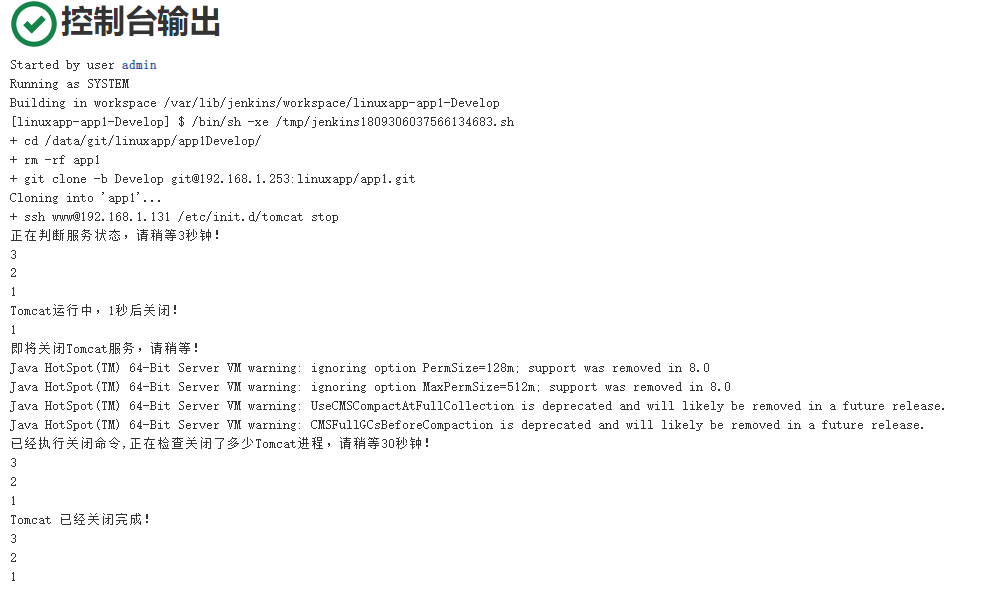 控制台输出
Started by user admin
Running as SYSTEM
Building in workspace /var/lib/jenkins/workspace/linuxapp-app1-Develop
[linuxapp-app1-Develop] $ /bin/sh -xe /tmp/jenkins1809306037566134683.sh
+ cd /data/git/linuxapp/app1Develop/
+ rm -rf app1
+ git clone -b Develop git@192.168.1.253:linuxapp/app1.git
Cloning into 'app1'...
+ ssh www@192.168.1.131 /etc/init.d/tomcat stop
正在判断服务状态，请稍等3秒钟！
3
2
1
Tomcat运行中，1秒后关闭！
1
即将关闭Tomcat服务，请稍等！
Java HotSpot(TM) 64-Bit Server VM warning: ignoring option PermSize=128m; support was removed in 8.0
Java HotSpot(TM) 64-Bit Server VM warning: ignoring option MaxPermSize=512m; support was removed in 8.0
Java HotSpot(TM) 64-Bit Server VM warning: UseCMSCompactAtFullCollection is deprecated and will likely be removed in a future release.
Java HotSpot(TM) 64-Bit Server VM warning: CMSFullGCsBeforeCompaction is deprecated and will likely be removed in a future release.
已经执行关闭命令,正在检查关闭了多少Tomcat进程，请稍等30秒钟！
3
2
1
Tomcat 已经关闭完成！
3
2
1